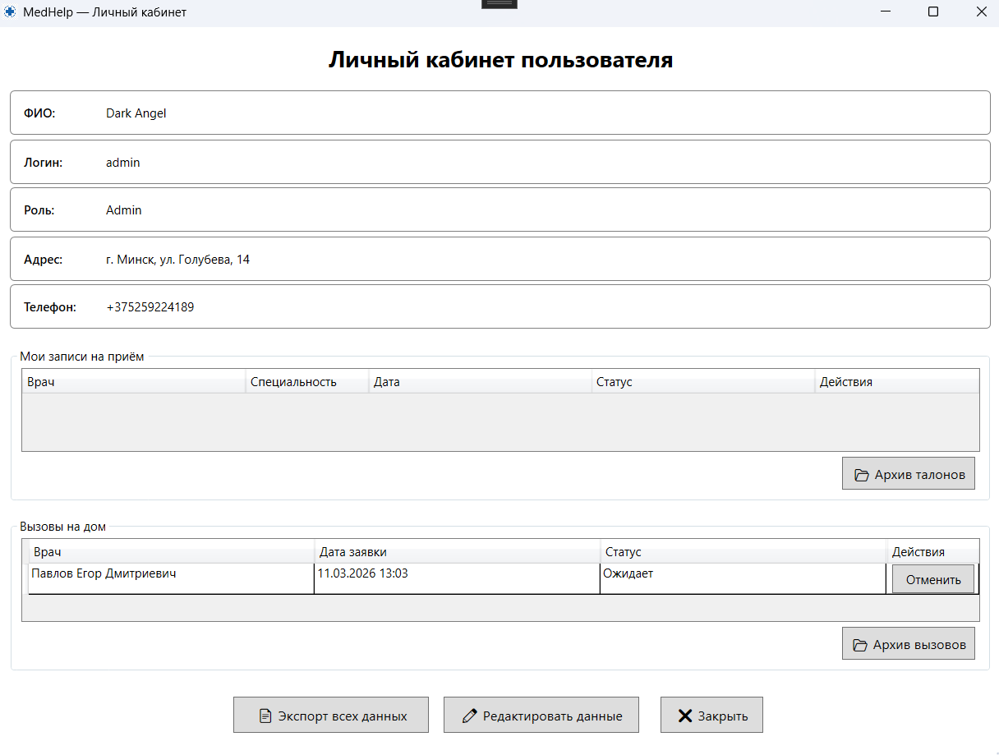 MedHelp — Личный кабинет
Личный кабинет пользователя
ФИО: Dark Angel
Логин: admin
Роль: Admin
Адрес: г. Минск, ул. Голубева, 14
Телефон: +375259224189
Мои записи на приём
Врач Специальность Дата Статус Действия
Архив талонов
Вызовы на дом
Врач Дата заявки Статус Действия
Павлов Егор Дмитриевич 11.03.2026 13:03 Ожидает Отменить
Архив вызовов
Экспорт всех данных Редактировать данные Закрыть